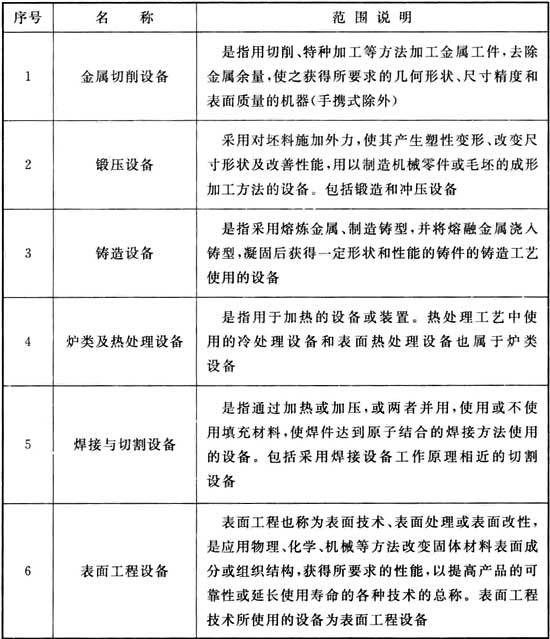 序号 名称 范围说明
1 金属切削设备 是指用切削、特种加工等方法加工金属工件,去除
金属余量,使之获得所要求的几何形状、尺寸精度和
表面质量的机器(手携式除外)
2 锻压设备 采用对坯料施加外力,使其产生塑性变形、改变尺
寸形状及改善性能,用以制造机械零件或毛坯的成形
加工方法的设备。包括锻造和冲压设备
3 铸造设备 是指采用熔炼金属、制造铸型,并将熔融金属浇入
铸型,凝固后获得一定形状和性能的铸件的铸造工艺
使用的设备
4 炉类及热处理设备 是指用于加热的设备或装置。热处理工艺中使
用的冷处理设备和表面热处理设备也属于炉类
设备
5 焊接与切割设备 是指通过加热或加压,或两者并用,使用或不使
用填充材料,使焊件达到原子结合的焊接方法使用
的设备。包括采用焊接设备工作原理相近的切割
设备
6 表面工程设备 表面工程也称为表面技术、表面处理或表面改性,
是应用物理、化学、机械等方法改变固体材料表面成
分或组织结构,获得所要求的性能,以提高产品的可
靠性或延长使用寿命的各种技术的总称。表面工程
技术所使用的设备为表面工程设备